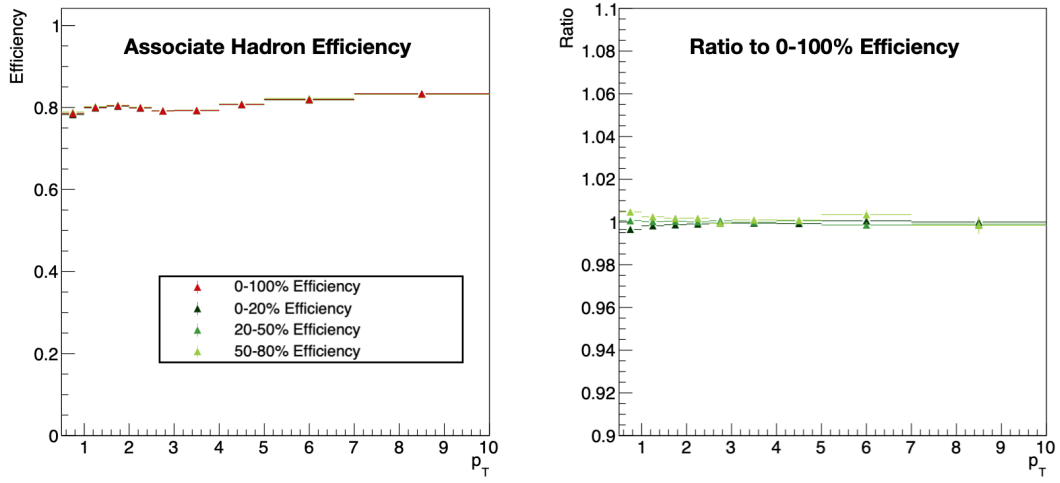 Associate Hadron Efficiency
Efficiency
1
0.8
0.6
0.4
0.2
0
0-100% Efficiency
0-20% Efficiency
20-50% Efficiency
50-80% Efficiency
1 2 3 4 5 6 7 8 9 10
pT
Ratio to 0-100% Efficiency
Ratio
1.1
1.08
1.06
1.04
1.02
1
0.98
0.96
0.94
0.92
0.9
1 2 3 4 5 6 7 8 9 10
pT